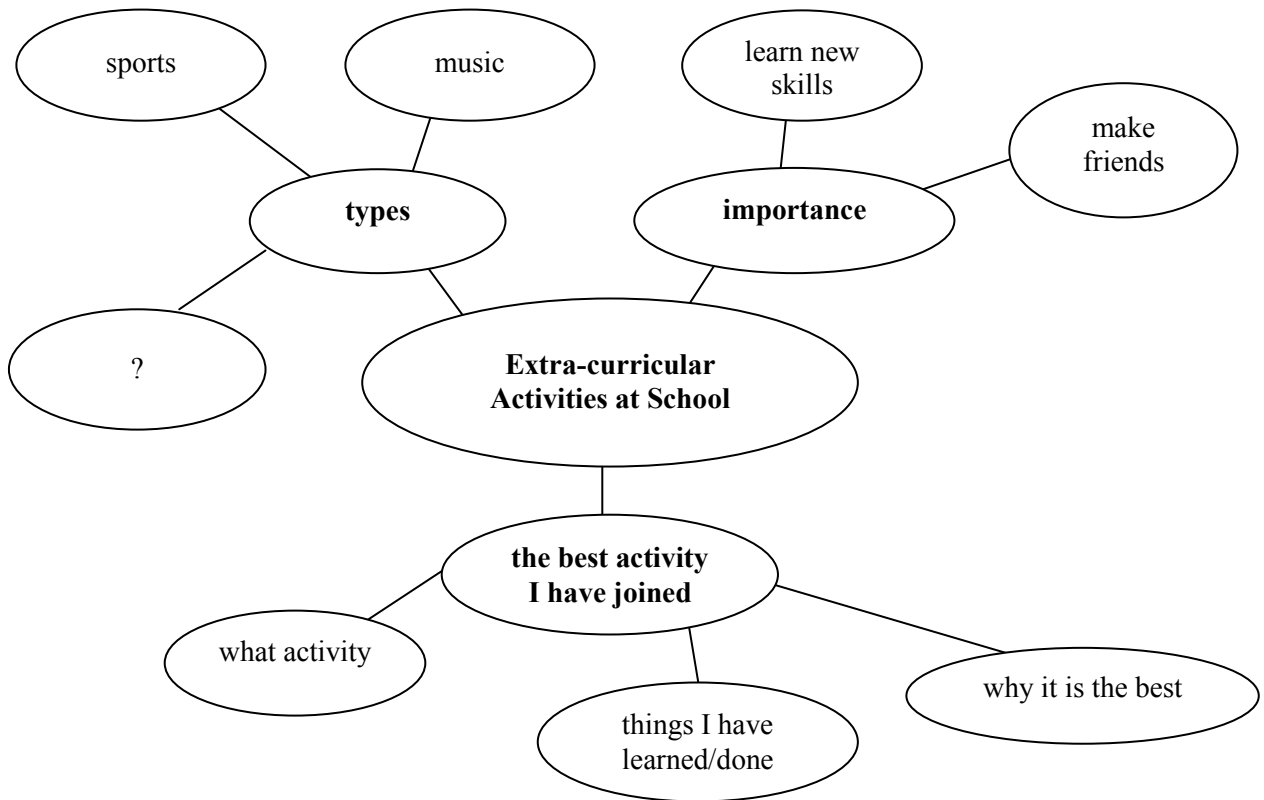 sports
music
learn new
skills
make
friends
types
importance
?
Extra-curricular
Activities at School
the best activity
I have joined
what activity
things I have
learned/done
why it is the best